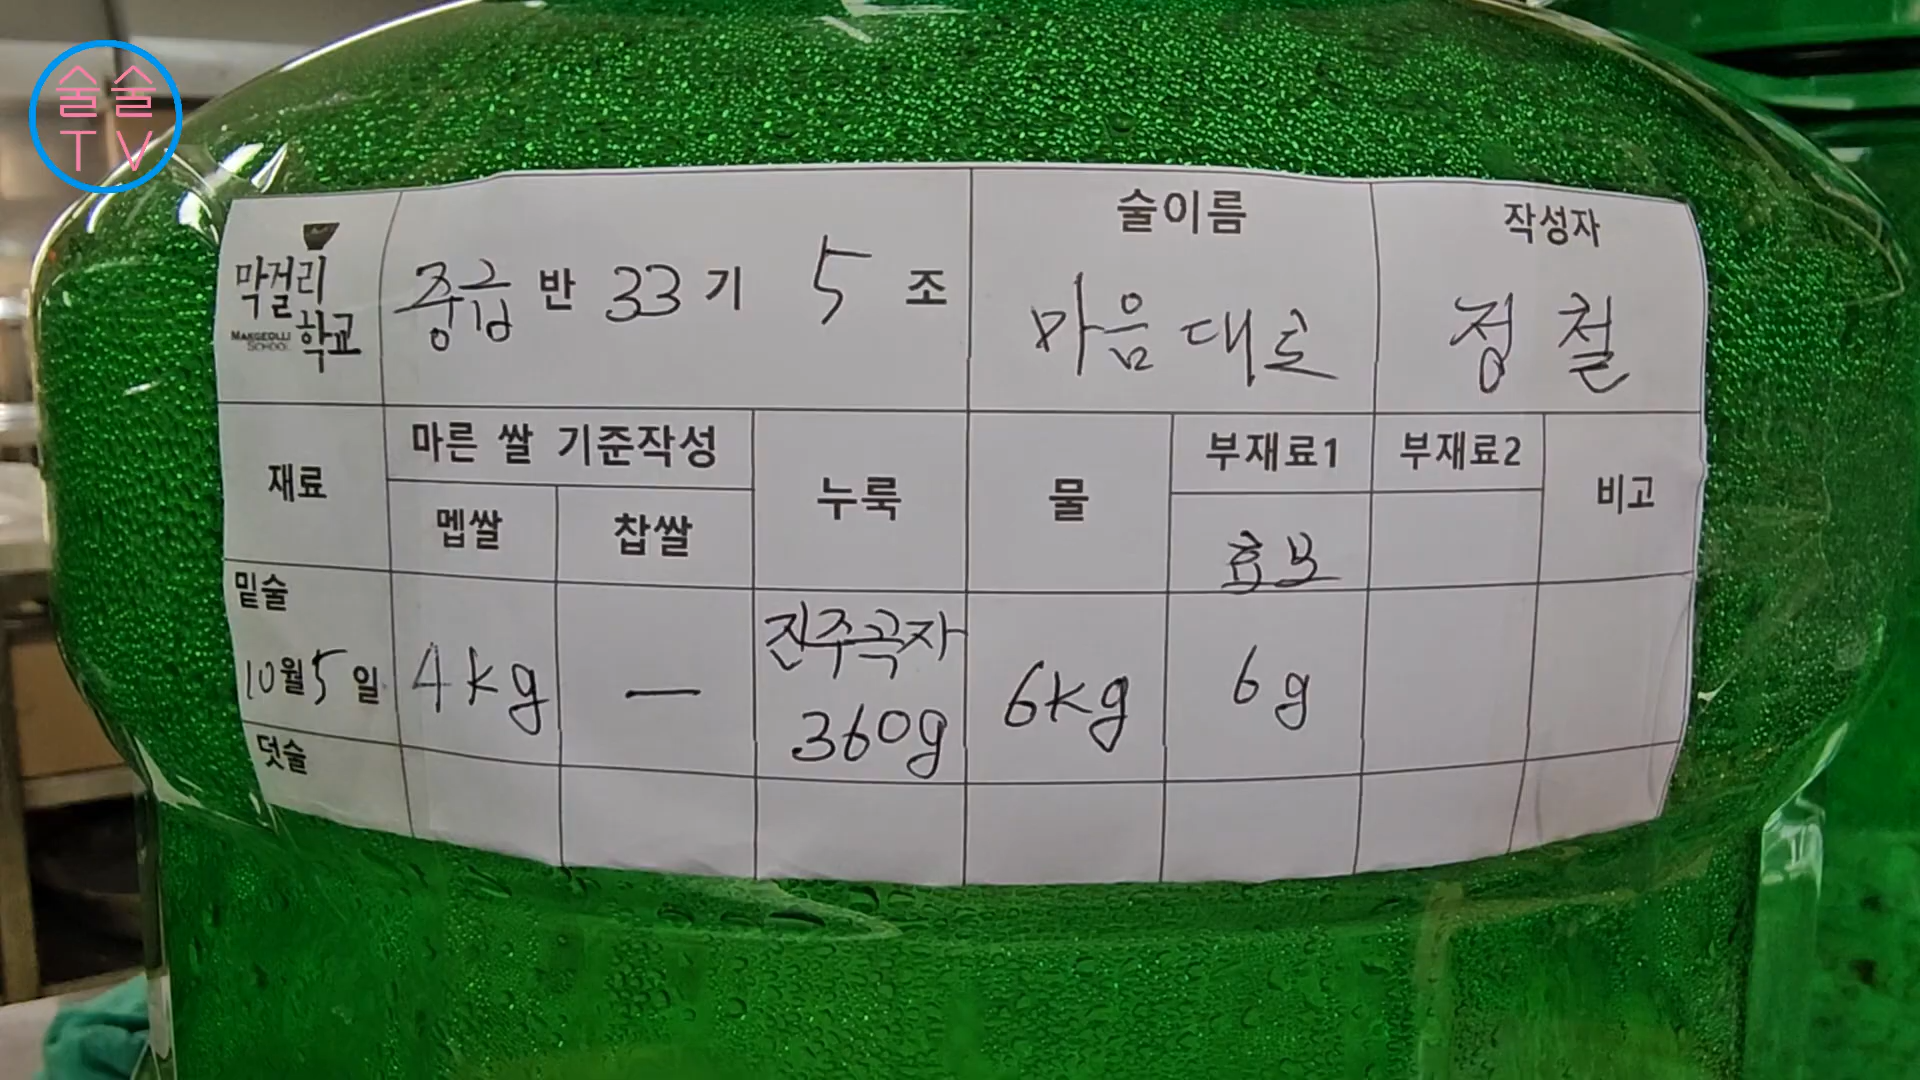 술술
TV
막걸리
학교
MAKGEOLLI
SCHOOL
중급 반 33 기 5 조
술이름
마음대로
작성자
정철
재료
마른 쌀 기준작성
멥쌀
찹쌀
누룩
물
부재료1
효모
부재료2
비고
밑술
10월 5일
4kg
—
진주곡자
360g
6kg
6g
덧술